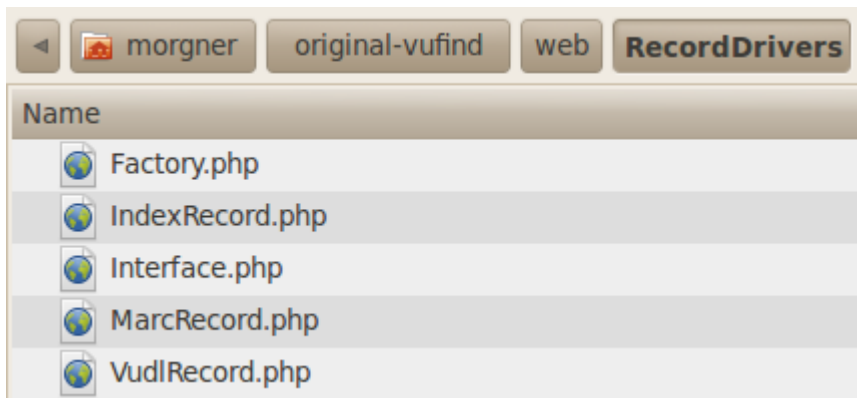 morgner original-vufind web RecordDrivers
Name
Factory.php
IndexRecord.php
Interface.php
MarcRecord.php
VudlRecord.php